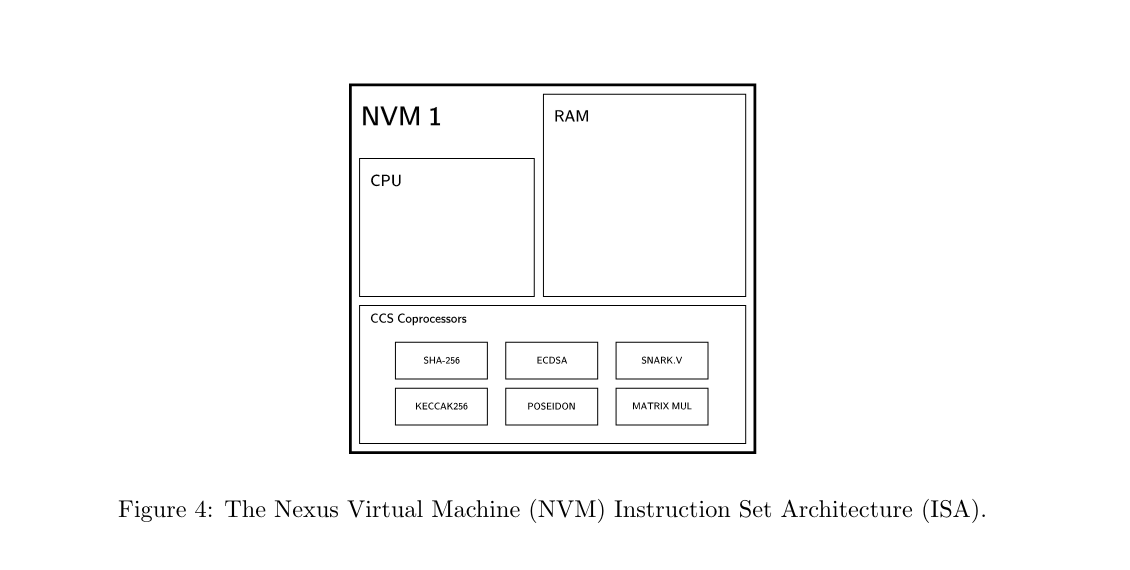 NVM 1
RAM
CPU
CCS Coprocessors
SHA-256 ECDSA SNARK.V
KECCAK256 POSEIDON MATRIX MUL
Figure 4: The Nexus Virtual Machine (NVM) Instruction Set Architecture (ISA).